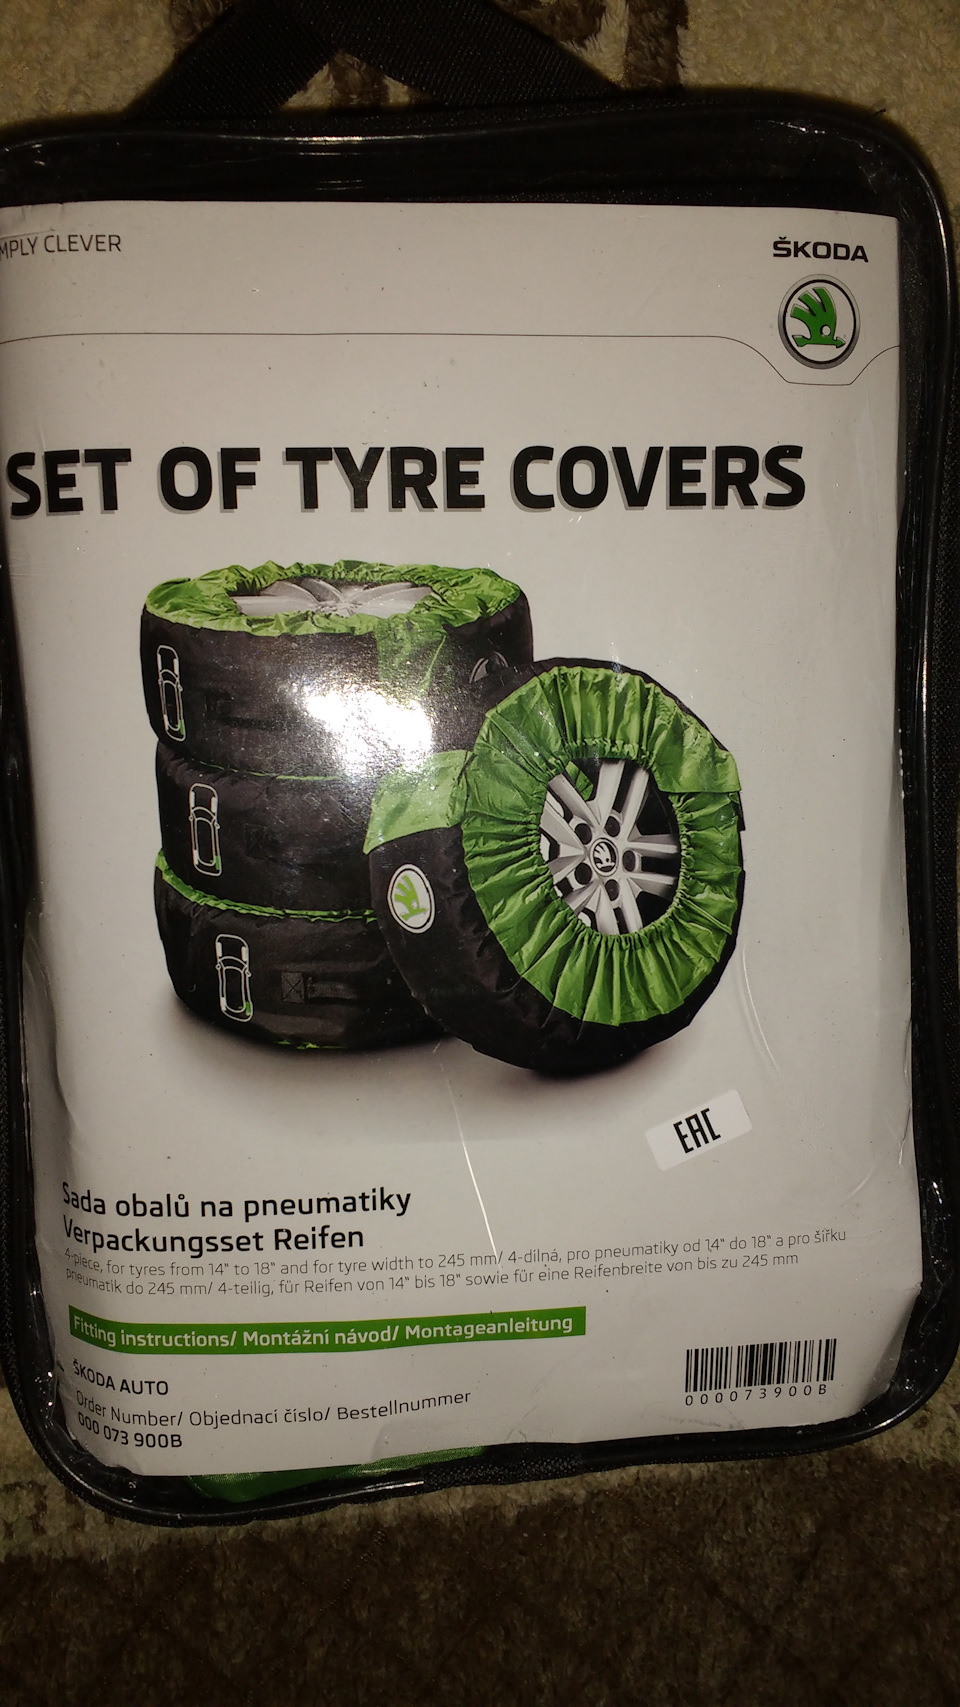 MPLY CLEVER
ŠKODA
SET OF TYRE COVERS
EAC
Sada obalů na pneumatiky
Verpackungsset Reifen
4-piece, for tyres from 14" to 18" and for tyre width to 245 mm/ 4-dílná, pro pneumatiky od 14" do 18" a pro šířku
pneumatik do 245 mm/ 4-teilig, für Reifen von 14" bis 18" sowie für eine Reifenbreite von bis zu 245 mm
Fitting instructions/ Montážní návod/ Montageanleitung
ŠKODA AUTO
Order Number/ Objednací číslo/ Bestellnummer
000 073 900B
000073900B